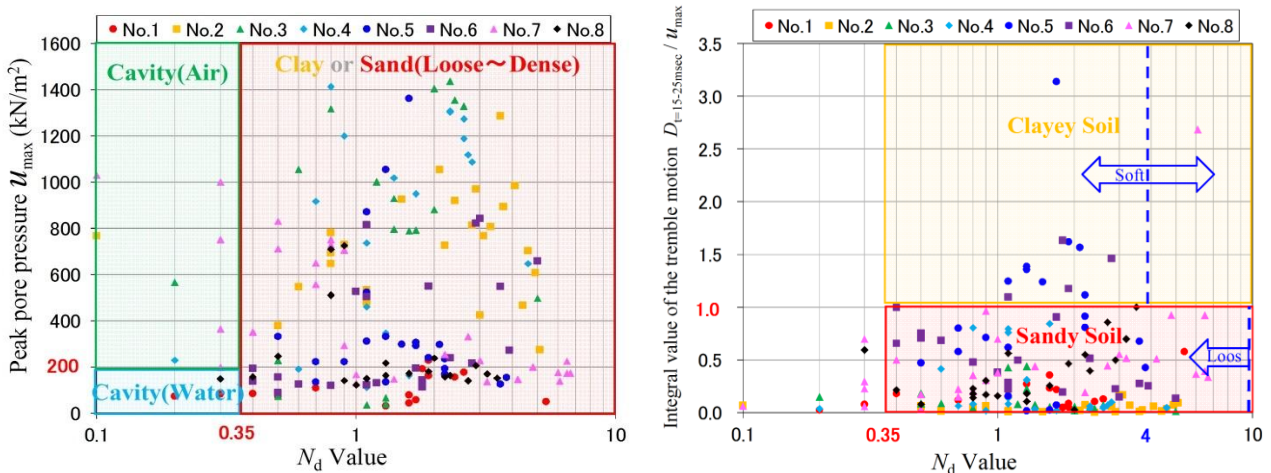 No.1 No.2 No.3 No.4 No.5 No.6 No.7 No.8
1600
1400
1200
1000
800
600
400
200
0
Peak pore pressure u max (kN/m²)
Cavity(Air)
Clay or Sand(Loose～Dense)
Cavity(Water)
0.1 0.35 1 10
Nd Value
No.1 No.2 No.3 No.4 No.5 No.6 No.7 No.8
3.5
3.0
2.5
2.0
1.5
1.0
0.5
0.0
Integral value of the tremble motion D t=15-25msec / u max
Clayey Soil
Soft
Sandy Soil
Loos
0.1 0.35 1 4 10
Nd Value